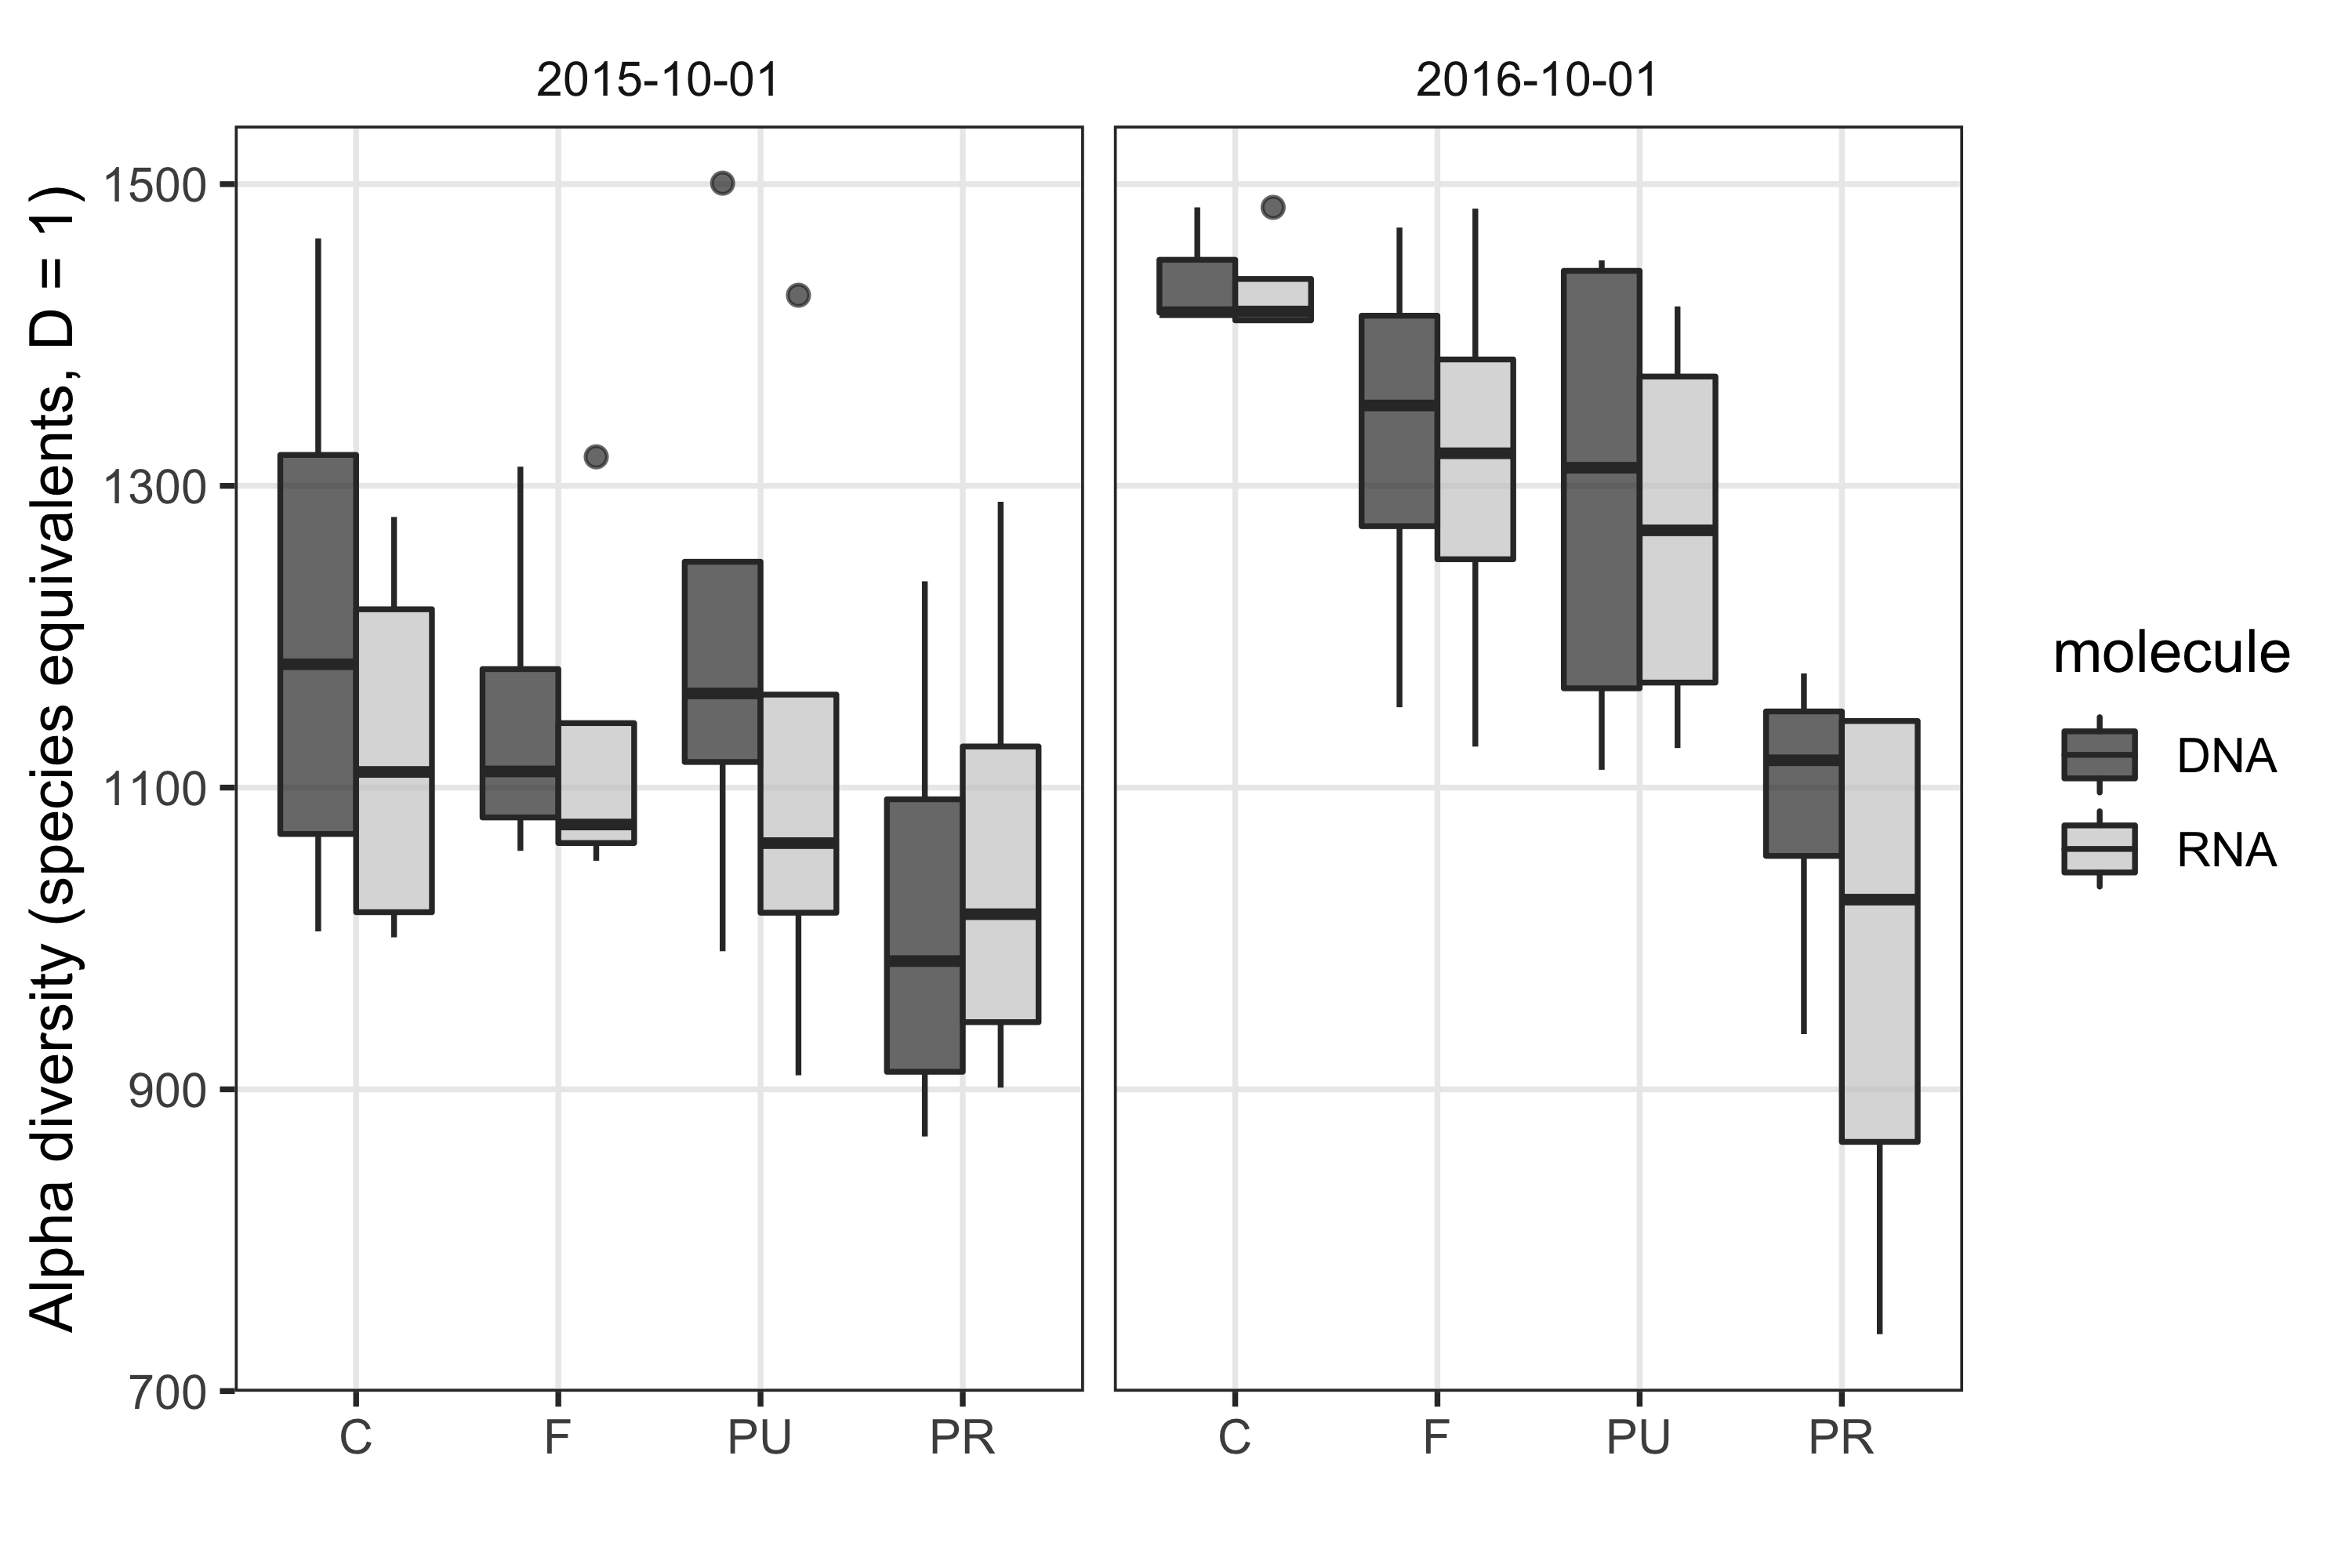 2015-10-01
2016-10-01
Alpha diversity (species equivalents, D = 1)
1500
1300
1100
900
700
C
F
PU
PR
C
F
PU
PR
molecule
DNA
RNA